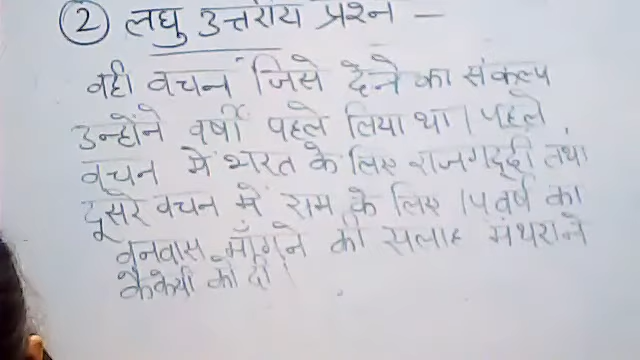 ② लघु उत्तरीय प्रश्न —
वही वचन जिसे देने का संकल्प
उन्होंने वर्षों पहले लिया था। पहले
वचन में भरत के लिए राजगद्दी तथा
दूसरे वचन में राम के लिए 14 वर्ष का
वनवास माँगने की सलाह मंथरा ने
कैकेयी को दी।